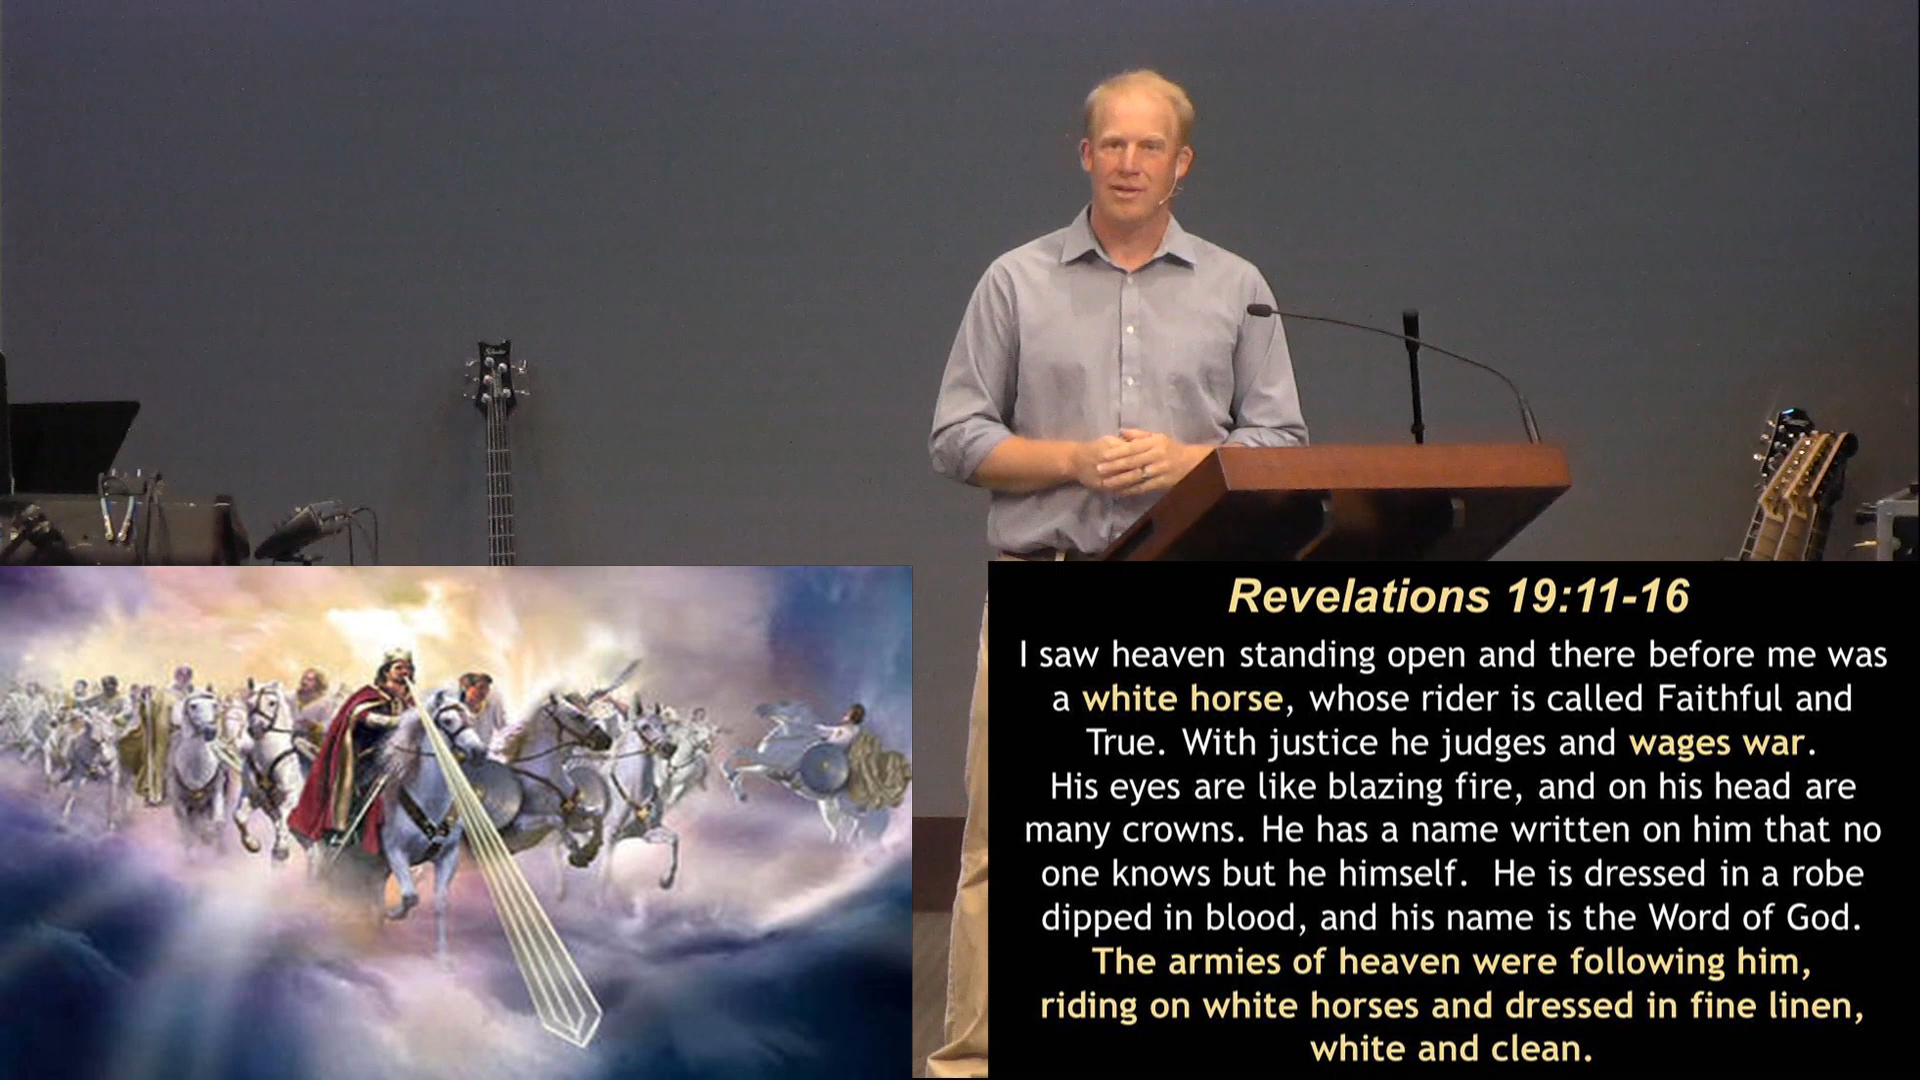 Revelations 19:11-16
I saw heaven standing open and there before me was
a white horse, whose rider is called Faithful and
True. With justice he judges and wages war.
His eyes are like blazing fire, and on his head are
many crowns. He has a name written on him that no
one knows but he himself. He is dressed in a robe
dipped in blood, and his name is the Word of God.
The armies of heaven were following him,
riding on white horses and dressed in fine linen,
white and clean.